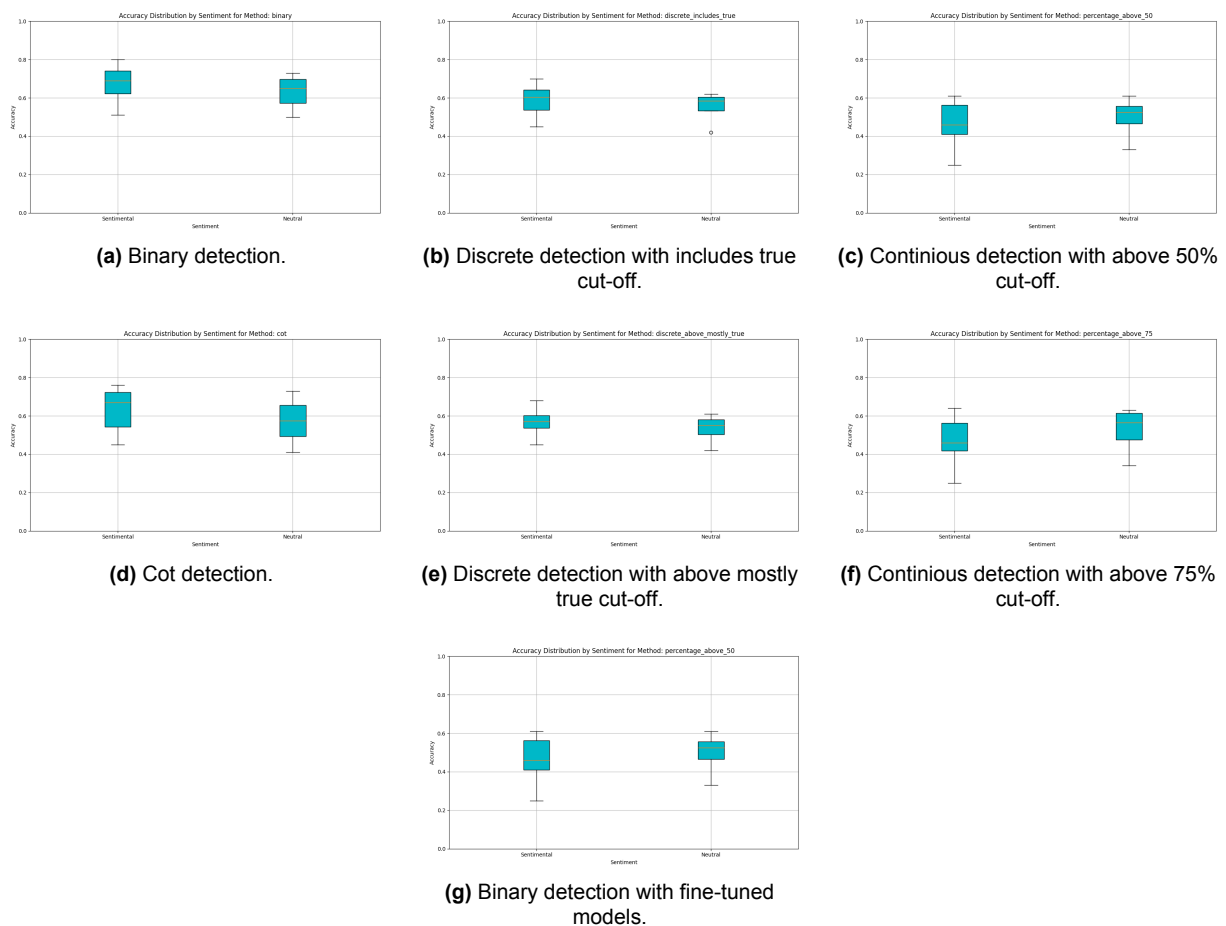 Accuracy Distribution by Sentiment for Method: binary
1.0
0.8
0.6
0.4
0.2
0.0
Accuracy
Sentimental
Neutral
Sentiment
(a) Binary detection.
Accuracy Distribution by Sentiment for Method: discrete_includes_true
1.0
0.8
0.6
0.4
0.2
0.0
Accuracy
Sentimental
Neutral
Sentiment
(b) Discrete detection with includes true
cut-off.
Accuracy Distribution by Sentiment for Method: percentage_above_50
1.0
0.8
0.6
0.4
0.2
0.0
Accuracy
Sentimental
Neutral
Sentiment
(c) Continious detection with above 50%
cut-off.
Accuracy Distribution by Sentiment for Method: cot
1.0
0.8
0.6
0.4
0.2
0.0
Accuracy
Sentimental
Neutral
Sentiment
(d) Cot detection.
Accuracy Distribution by Sentiment for Method: discrete_above_mostly_true
1.0
0.8
0.6
0.4
0.2
0.0
Accuracy
Sentimental
Neutral
Sentiment
(e) Discrete detection with above mostly
true cut-off.
Accuracy Distribution by Sentiment for Method: percentage_above_75
1.0
0.8
0.6
0.4
0.2
0.0
Accuracy
Sentimental
Neutral
Sentiment
(f) Continious detection with above 75%
cut-off.
Accuracy Distribution by Sentiment for Method: percentage_above_50
1.0
0.8
0.6
0.4
0.2
0.0
Accuracy
Sentimental
Neutral
Sentiment
(g) Binary detection with fine-tuned
models.